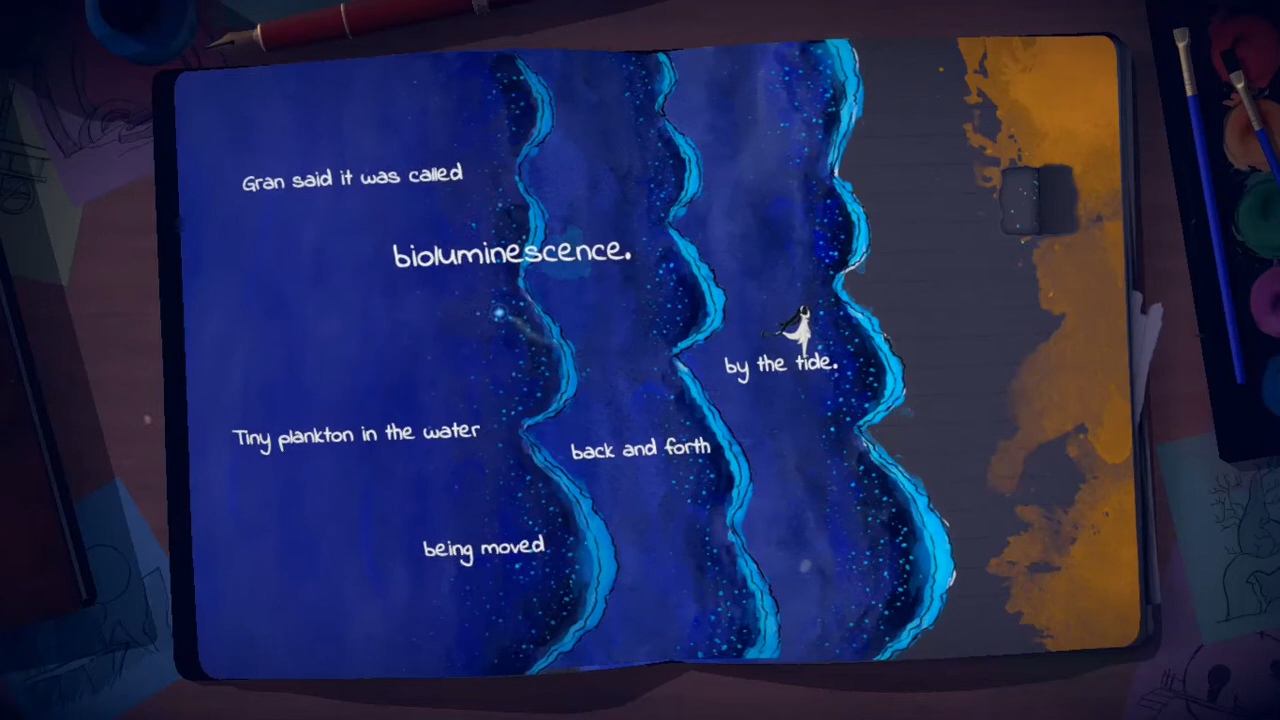 Gran said it was called
bioluminescence.
Tiny plankton in the water
being moved
back and forth
by the tide.